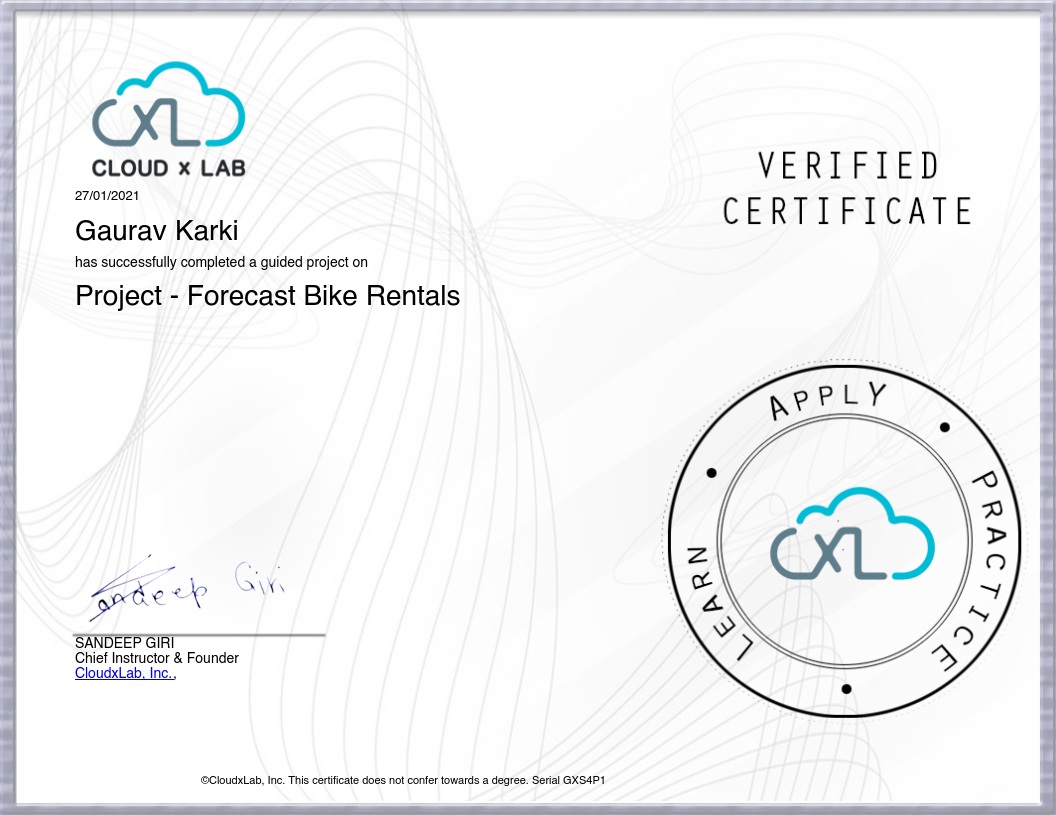 CXL
CLOUD x LAB
27/01/2021
Gaurav Karki
has successfully completed a guided project on
Project - Forecast Bike Rentals
VERIFIED
CERTIFICATE
LEARN • APPLY • PRACTICE •
CXL
Sandeep Giri
SANDEEP GIRI
Chief Instructor & Founder
CloudxLab, Inc.,
©CloudxLab, Inc. This certificate does not confer towards a degree. Serial GXS4P1